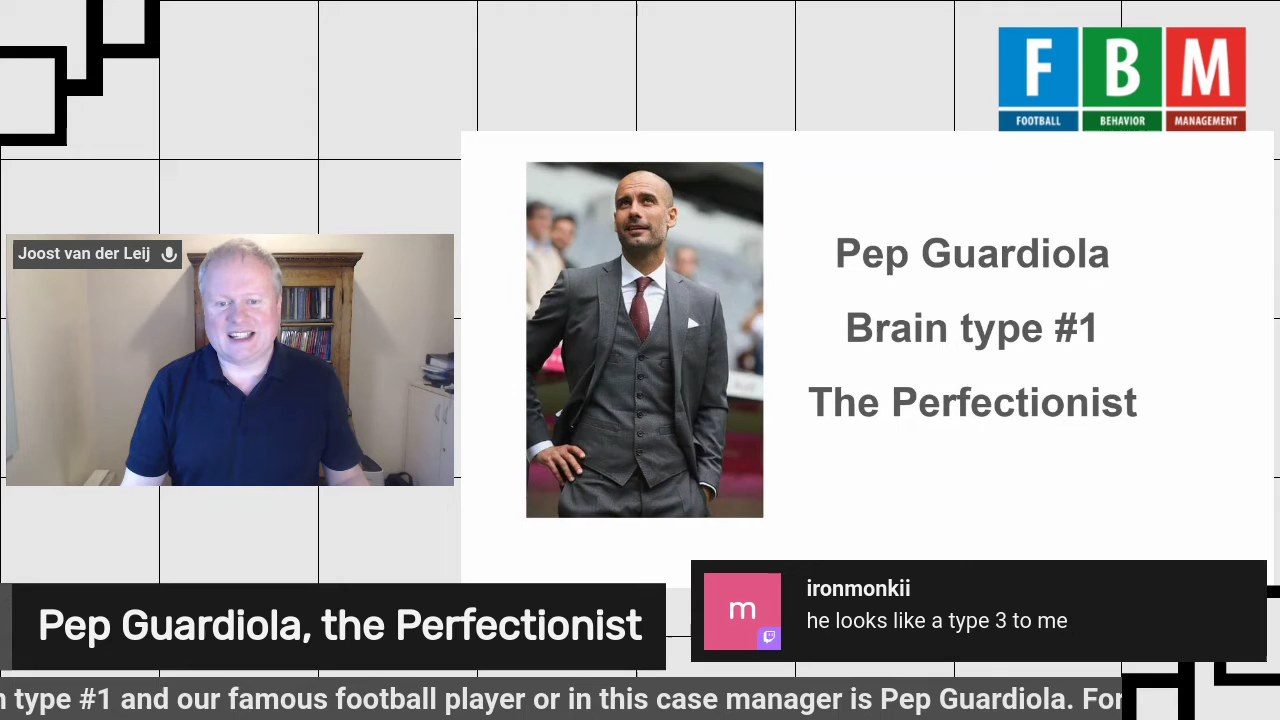 F B M
FOOTBALL BEHAVIOR MANAGEMENT
Joost van der Leij
Pep Guardiola
Brain type #1
The Perfectionist
ironmonkii
m
he looks like a type 3 to me
Pep Guardiola, the Perfectionist
type #1 and our famous football player or in this case manager is Pep Guardiola. For